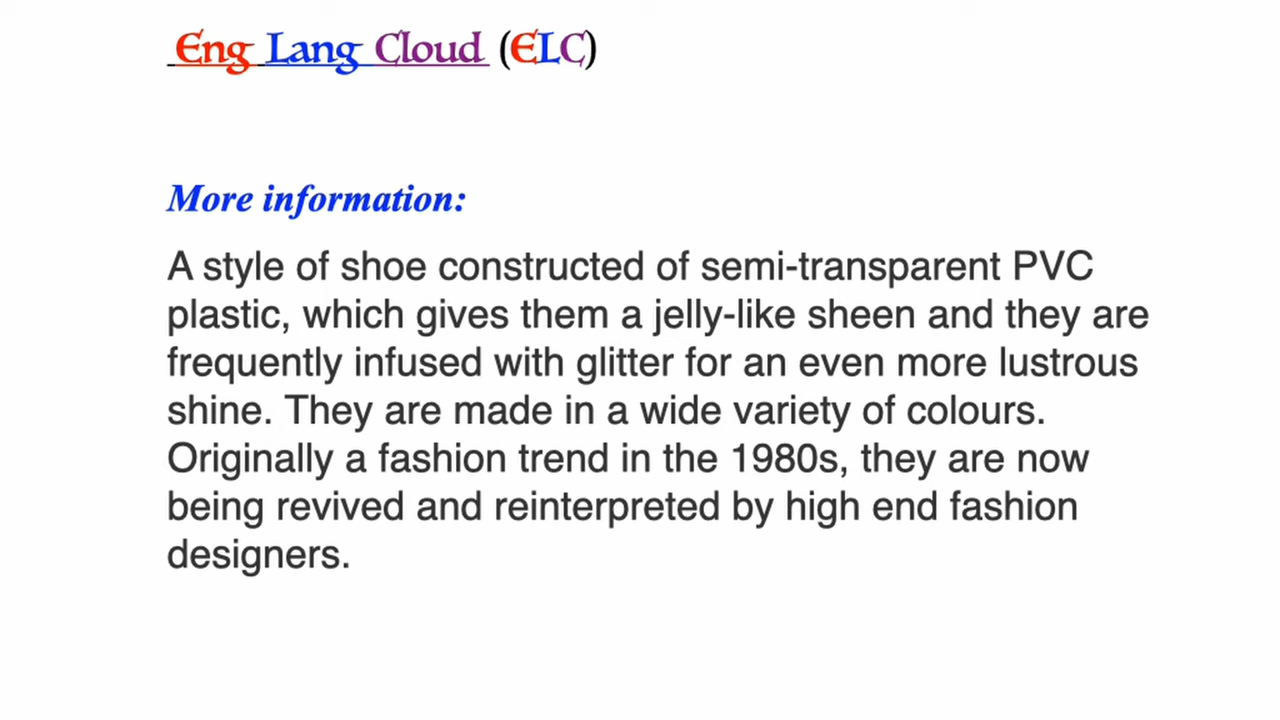 Eng Lang Cloud (ELC)
More information:
A style of shoe constructed of semi-transparent PVC
plastic, which gives them a jelly-like sheen and they are
frequently infused with glitter for an even more lustrous
shine. They are made in a wide variety of colours.
Originally a fashion trend in the 1980s, they are now
being revived and reinterpreted by high end fashion
designers.